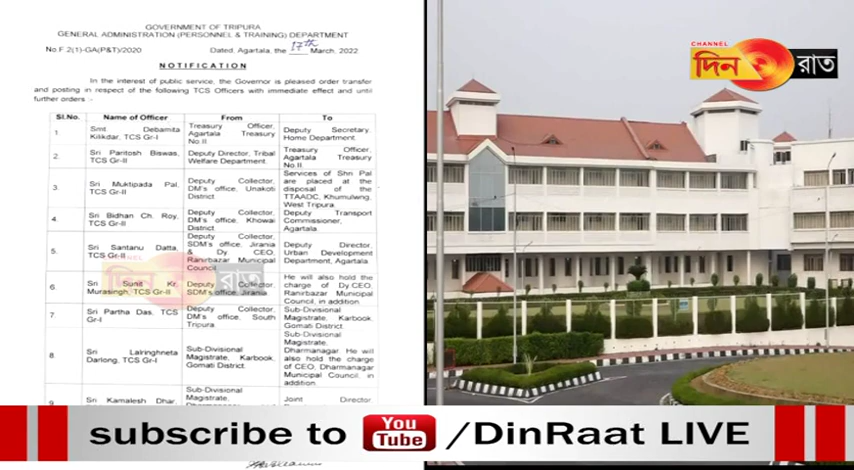 GOVERNMENT OF TRIPURA
GENERAL ADMINISTRATION (PERSONNEL & TRAINING) DEPARTMENT
No.F.2(1)-GA(P&T)/2020 Dated, Agartala, the 17th March, 2022
NOTIFICATION
In the interest of public service, the Governor is pleased order transfer
and posting in respect of the following TCS Officers with immediate effect and until
further orders :-
Sl.No. Name of Officer From To
1
Smt Debamita
Kilikdar, TCS Gr-I
Treasury Officer,
Agartala Treasury
No.II.
Deputy Secretary,
Home Department.
2.
Sri Paritosh Biswas,
TCS Gr-II
Deputy Director, Tribal
Welfare Department.
Treasury Officer,
Agartala Treasury
No.II.
3.
Sri Muktipada Pal,
TCS Gr-II
Deputy Collector,
DM's office, Unakoti
District
Services of Shri Pal
are placed at the
disposal of the
TTAADC, Khumulwng,
West Tripura.
4.
Sri Bidhan Ch. Roy,
TCS Gr-II
Deputy Collector,
DM's office, Khowai
District
Deputy Transport
Commissioner,
Agartala.
5.
Sri Santanu Datta,
TCS Gr-II
Deputy Collector,
SDM's office, Jirania
& Dy CEO,
Ranirbazar Municipal
Council
Deputy Director,
Urban Development
Department, Agartala.
6.
Sri Sunit Kr.
Murasingh, TCS Gr-II
Deputy Collector,
SDM's office, Jirania
He will also hold the
charge of Dy.CEO,
Ranirbazar Municipal
Council, in addition.
7.
Sri Partha Das, TCS
Gr-I
Deputy Collector,
DM's office, South
Tripura
Sub-Divisional
Magistrate, Karbook,
Gomati District.
8.
Sri Lalringhneta
Darlong, TCS Gr-I
Sub-Divisional
Magistrate, Karbook,
Gomati District.
Sub-Divisional
Magistrate,
Dharmanagar He will
also hold the charge
of CEO, Dharmanagar
Municipal Council, in
addition.
9
Sri Kamalesh Dhar,
Sub-Divisional
Magistrate,
Joint Director,
CHANNEL
দিন রাত
CHANNEL
দিন রাত
subscribe to You Tube /DinRaat LIVE